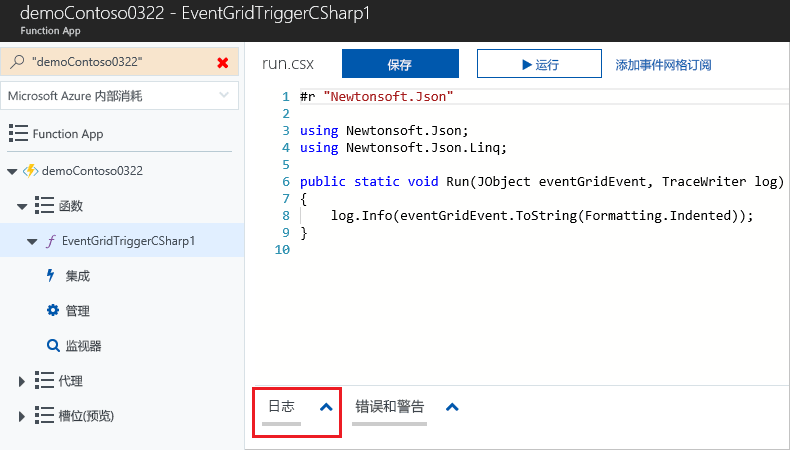 demoContoso0322 - EventGridTriggerCSharp1
Function App
"demoContoso0322"
Microsoft Azure 内部消耗
Function App
demoContoso0322
函数
EventGridTriggerCSharp1
集成
管理
监视器
代理
槽位(预览)
run.csx 保存 运行 添加事件网格订阅
1 #r "Newtonsoft.Json"
2
3 using Newtonsoft.Json;
4 using Newtonsoft.Json.Linq;
5
6 public static void Run(JObject eventGridEvent, TraceWriter log)
7 {
8 log.Info(eventGridEvent.ToString(Formatting.Indented));
9 }
10
日志 错误和警告